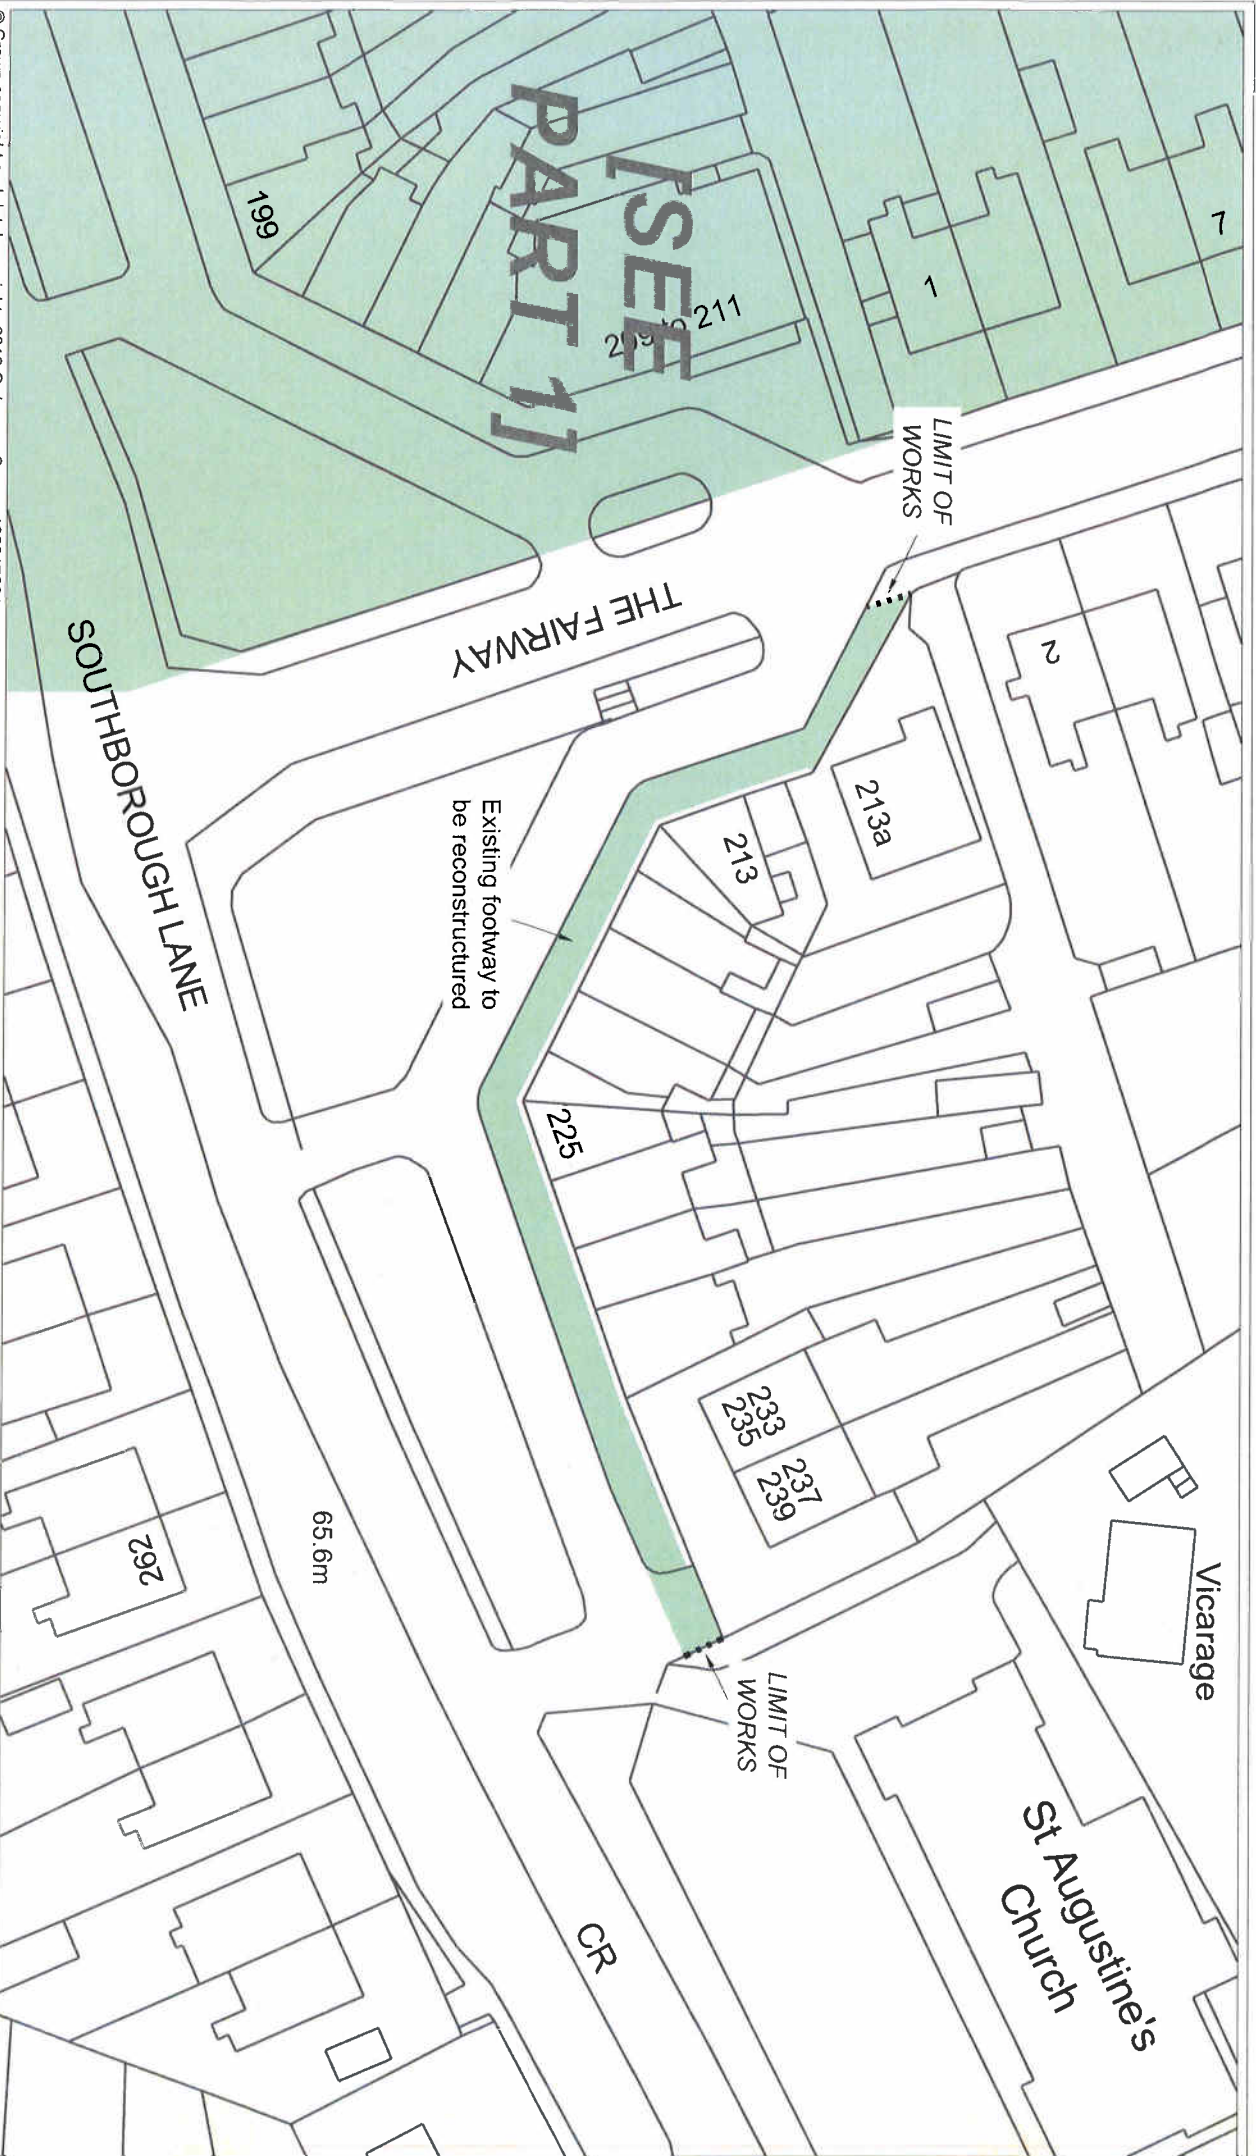 Vicarage
St Augustine's
Church
7
1
2
[SEE
PART 1]
211
199
LIMIT OF
WORKS
THE FAIRWAY
213a
213
Existing footway to
be reconstructured
225
233
235
237
239
LIMIT OF
WORKS
SOUTHBOROUGH LANE
65.6m
262
CR